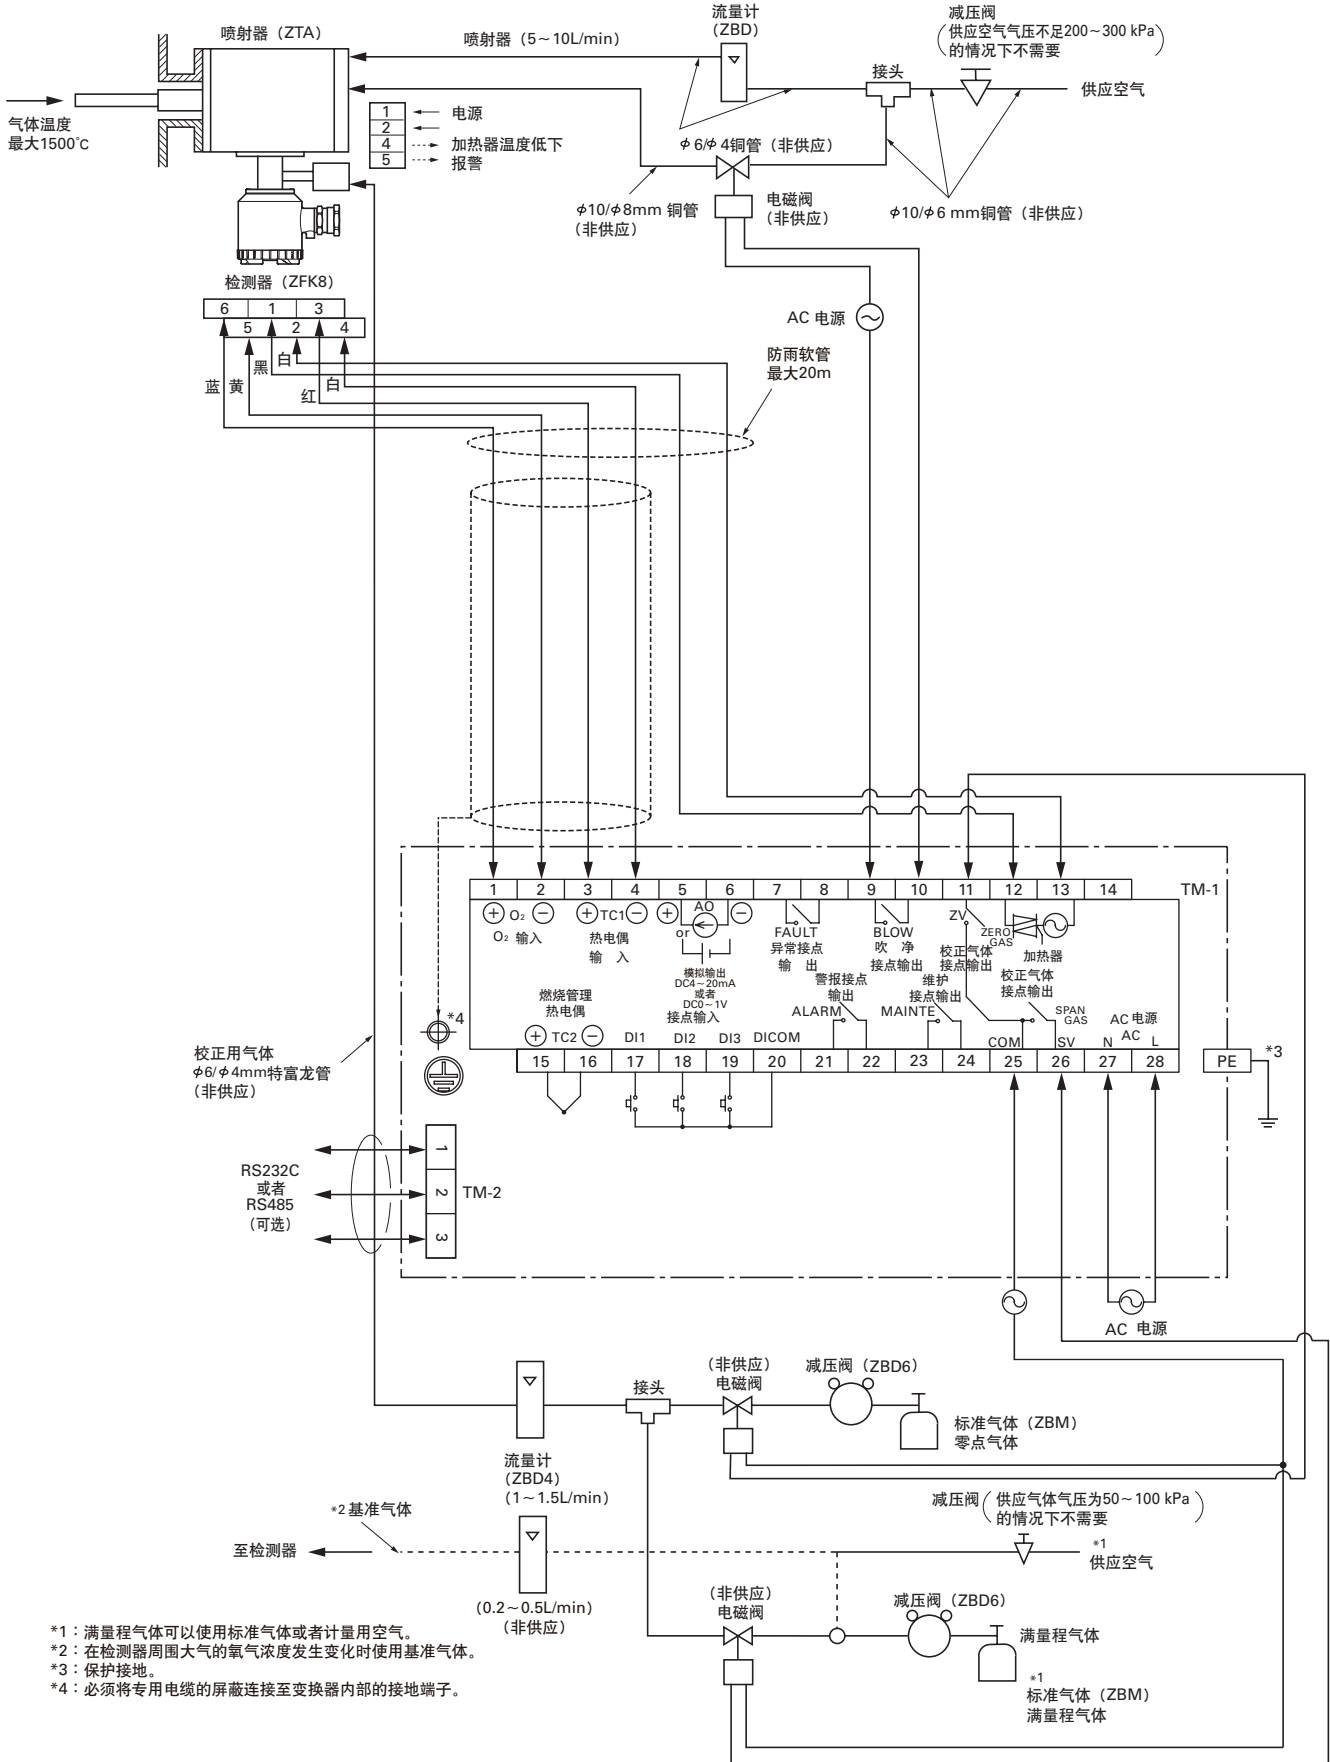 喷射器（ZTA）
喷射器（5～10L/min）
流量计
(ZBD)
减压阀
供应空气气压不足200～300 kPa
的情况下不需要
接头
供应空气
气体温度
最大1500°C
1 电源
2
4 加热器温度低下
5 报警
φ6/φ4铜管（非供应）
φ10/φ8mm 铜管
（非供应）
电磁阀
（非供应）
φ10/φ6 mm铜管（非供应）
检测器（ZFK8）
6 1 3
5 2 4
AC 电源
蓝 黄 黑 白 红 白
防雨软管
最大20m
1 2 3 4 5 6 7 8 9 10 11 12 13 14 TM-1
+ O₂ − + TC1 − + AO −
or
O₂ 输入
热电偶
输 入
模拟输出
DC4～20mA
或者
DC0～1V
接点输入
FAULT
异常接点
输 出
BLOW
吹 净
接点输出
ZV
ZERO
GAS
校正气体
接点输出
加热器
燃烧管理
热电偶
警报接点
输出
维护
接点输出
校正气体
接点输出
ALARM
MAINTE
SPAN
GAS
AC 电源
AC
*4
+ TC2 − DI1 DI2 DI3 DICOM COM SV N L
15 16 17 18 19 20 21 22 23 24 25 26 27 28 PE *3
校正用气体
φ6/φ4mm特富龙管
（非供应）
RS232C
或者
RS485
（可选）
1
2
3
TM-2
AC 电源
流量计
(ZBD4)
(1～1.5L/min)
接头
（非供应）
电磁阀
减压阀（ZBD6）
标准气体（ZBM）
零点气体
*2 基准气体
减压阀
供应气体气压为50～100 kPa
的情况下不需要
至检测器
*1
供应空气
(0.2～0.5L/min)
（非供应）
（非供应）
电磁阀
减压阀（ZBD6）
满量程气体
*1
标准气体（ZBM）
满量程气体
*1：满量程气体可以使用标准气体或者计量用空气。
*2：在检测器周围大气的氧气浓度发生变化时使用基准气体。
*3：保护接地。
*4：必须将专用电缆的屏蔽连接至变换器内部的接地端子。